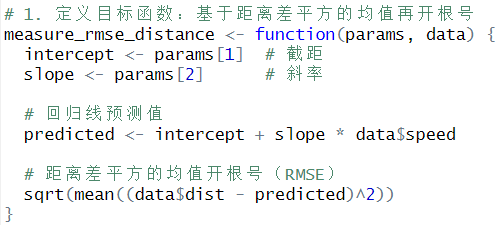 # 1. 定义目标函数：基于距离差平方的均值再开根号
measure_rmse_distance <- function(params, data) {
  intercept <- params[1]  # 截距
  slope <- params[2]      # 斜率

  # 回归线预测值
  predicted <- intercept + slope * data$speed

  # 距离差平方的均值开根号（RMSE）
  sqrt(mean((data$dist - predicted)^2))
}